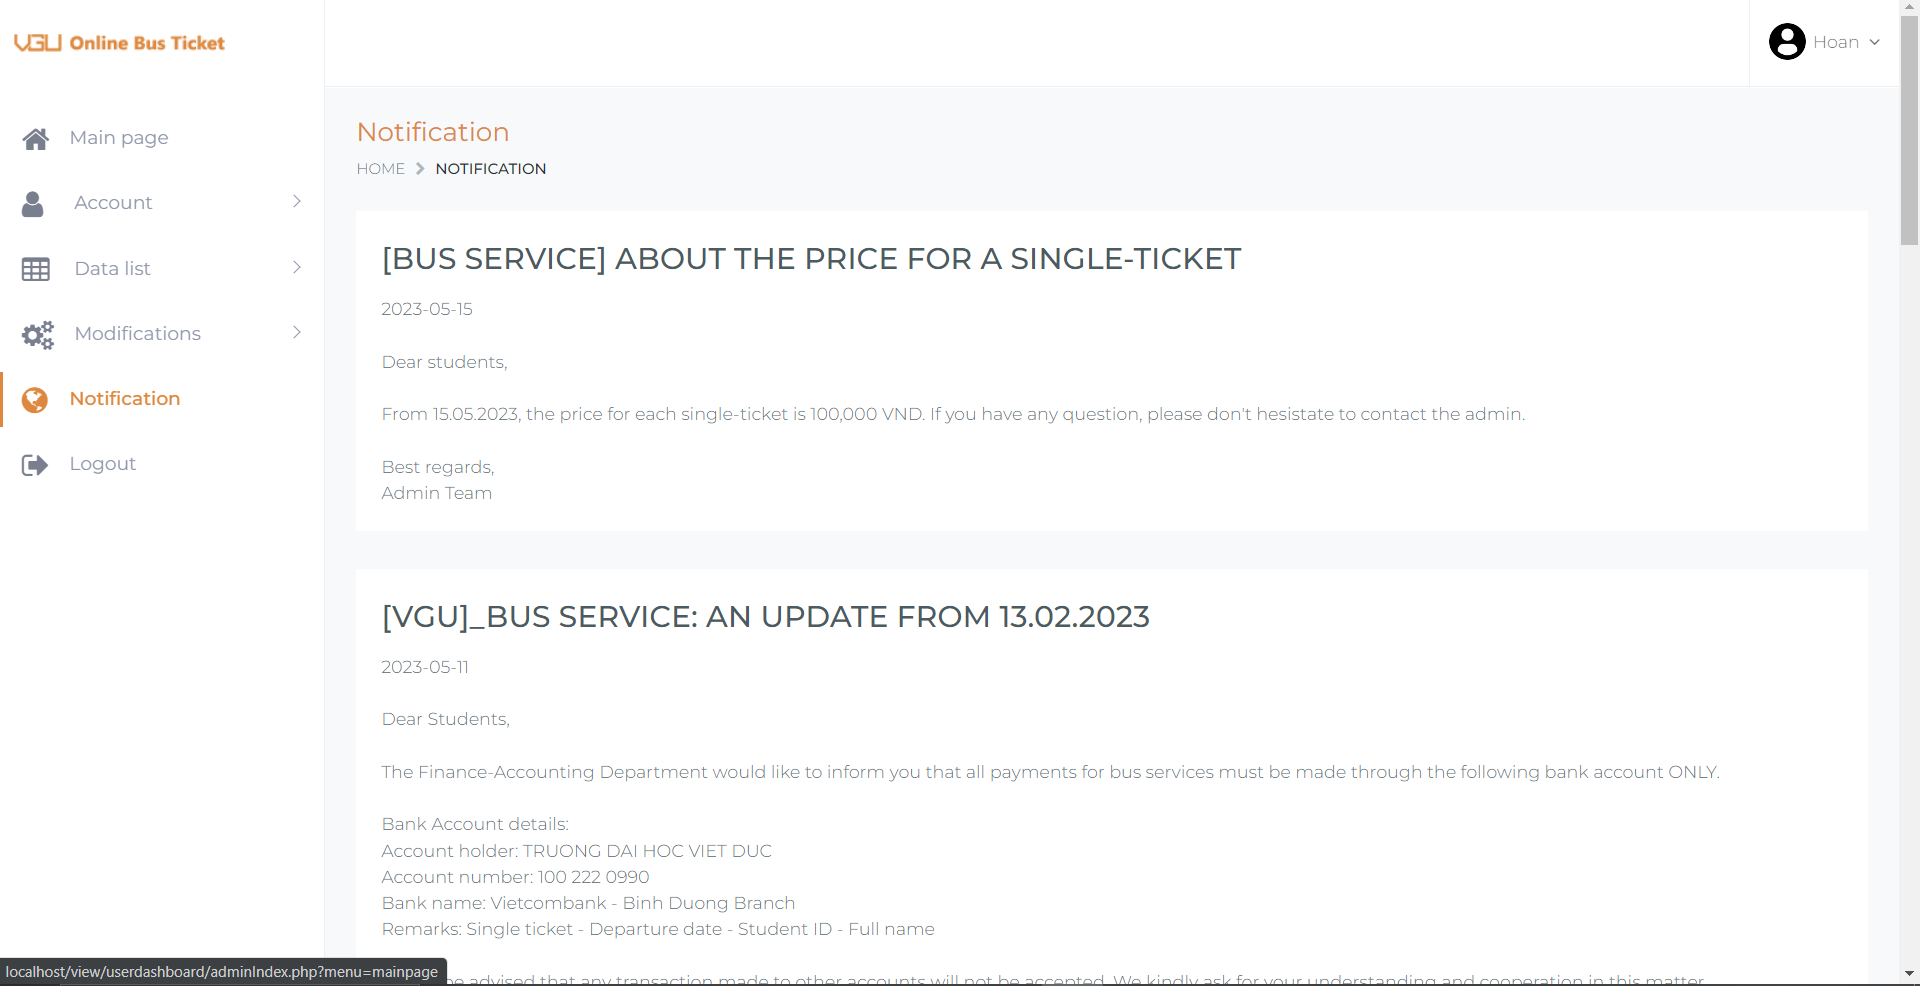 VGU Online Bus Ticket
Hoan
Main page
Account
Data list
Modifications
Notification
Logout
Notification
HOME NOTIFICATION
[BUS SERVICE] ABOUT THE PRICE FOR A SINGLE-TICKET
2023-05-15
Dear students,
From 15.05.2023, the price for each single-ticket is 100,000 VND. If you have any question, please don't hesistate to contact the admin.
Best regards,
Admin Team
[VGU]_BUS SERVICE: AN UPDATE FROM 13.02.2023
2023-05-11
Dear Students,
The Finance-Accounting Department would like to inform you that all payments for bus services must be made through the following bank account ONLY.
Bank Account details:
Account holder: TRUONG DAI HOC VIET DUC
Account number: 100 222 0990
Bank name: Vietcombank - Binh Duong Branch
Remarks: Single ticket - Departure date - Student ID - Full name
be advised that any transaction made to other accounts will not be accepted. We kindly ask for your understanding and cooperation in this matter.
localhost/view/userdashboard/adminIndex.php?menu=mainpage